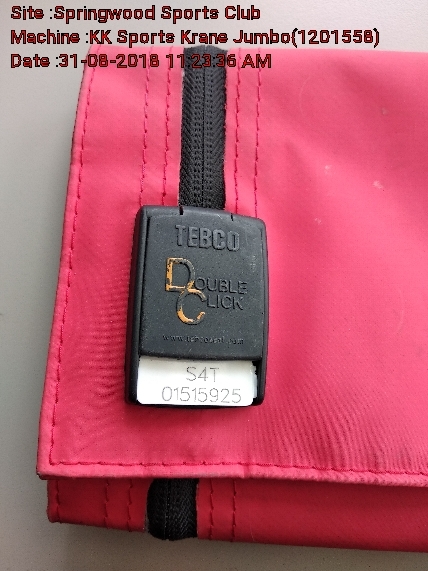 Site :Springwood Sports Club
Machine :KK Sports Krane Jumbo(1201558)
Date :31-08-2018 11:23:36 AM
TEBCO
DOUBLE
CLICK
S4T
01515925